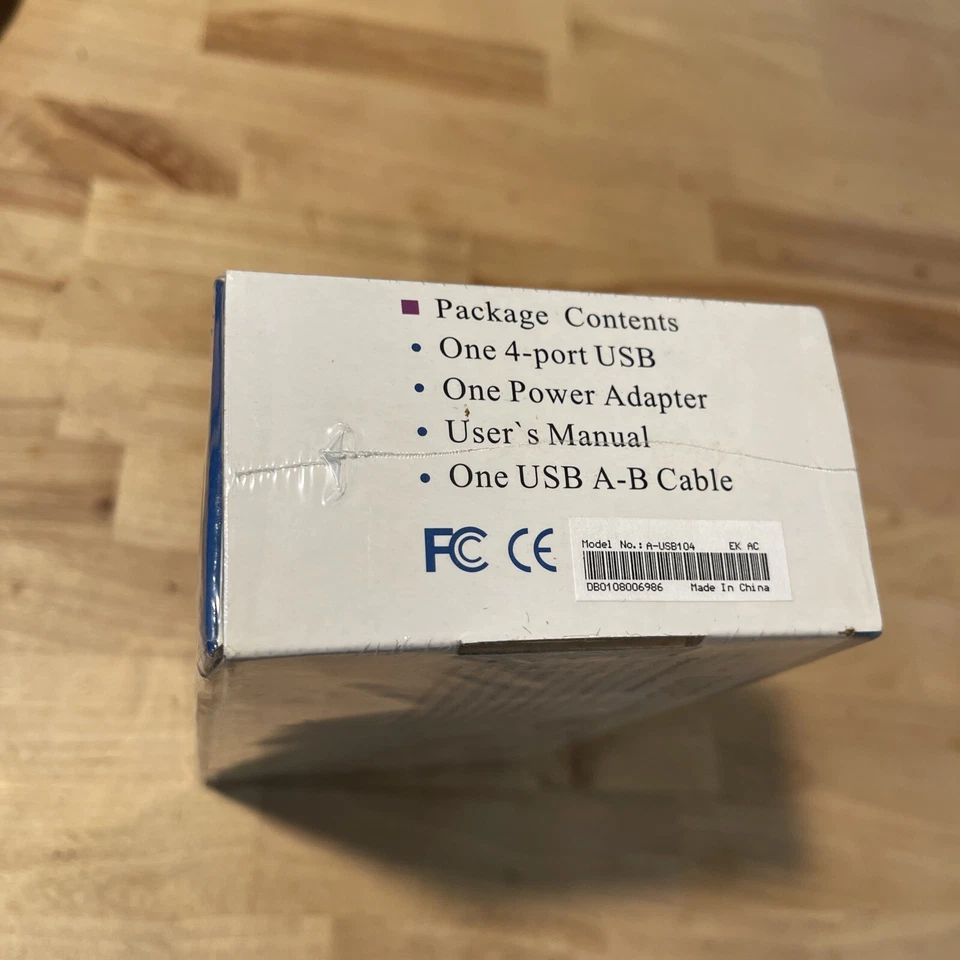 Package Contents
• One 4-port USB
• One Power Adapter
• User`s Manual
• One USB A-B Cable
FC CE
Model No.: A-USB104 EK AC
DB0108006986 Made In China